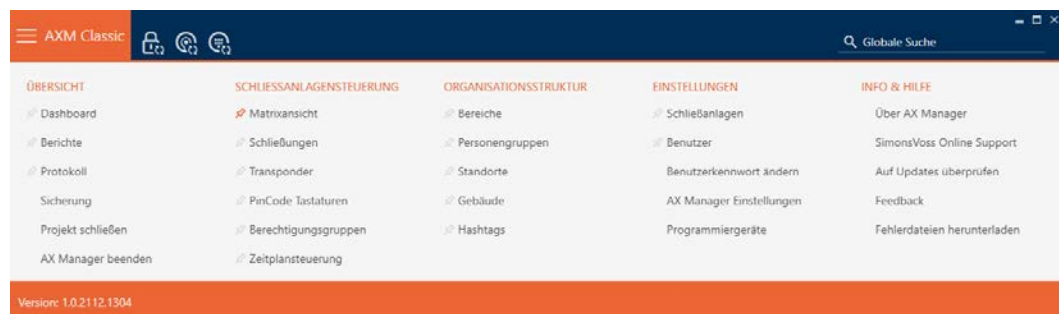 AXM Classic
Globale Suche
ÜBERSICHT
Dashboard
Berichte
Protokoll
Sicherung
Projekt schließen
AX Manager beenden
SCHLIESSANLAGENSTEUERUNG
Matrixansicht
Schließungen
Transponder
PinCode Tastaturen
Berechtigungsgruppen
Zeitplansteuerung
ORGANISATIONSSTRUKTUR
Bereiche
Personengruppen
Standorte
Gebäude
Hashtags
EINSTELLUNGEN
Schließanlagen
Benutzer
Benutzerkennwort ändern
AX Manager Einstellungen
Programmiergeräte
INFO & HILFE
Über AX Manager
SimonsVoss Online Support
Auf Updates überprüfen
Feedback
Fehlerdateien herunterladen
Version: 1.0.2112.1304